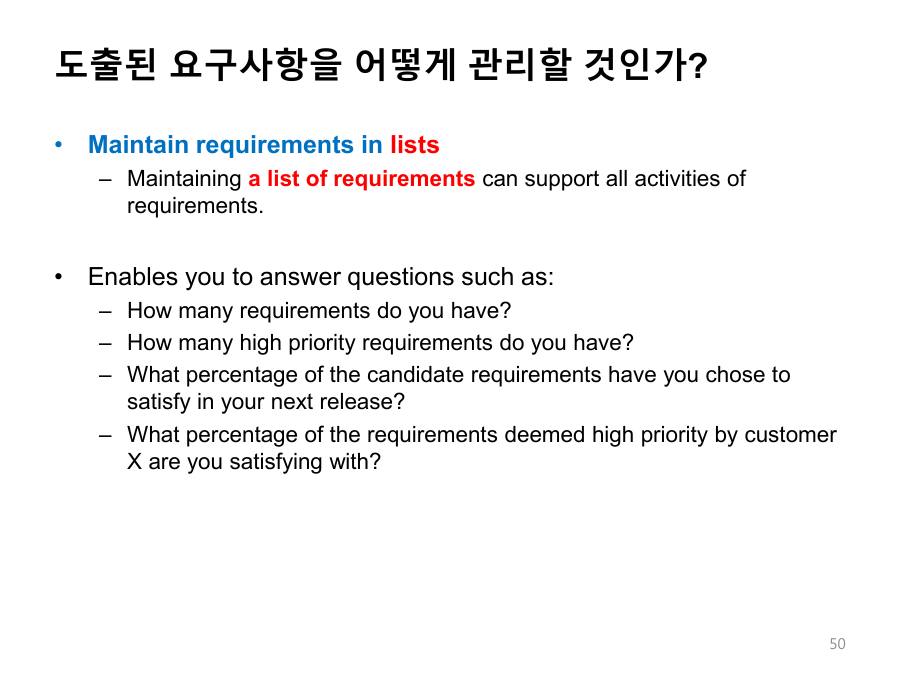 도출된 요구사항을 어떻게 관리할 것인가?
• Maintain requirements in lists
– Maintaining a list of requirements can support all activities of
requirements.
• Enables you to answer questions such as:
– How many requirements do you have?
– How many high priority requirements do you have?
– What percentage of the candidate requirements have you chose to
satisfy in your next release?
– What percentage of the requirements deemed high priority by customer
X are you satisfying with?
50